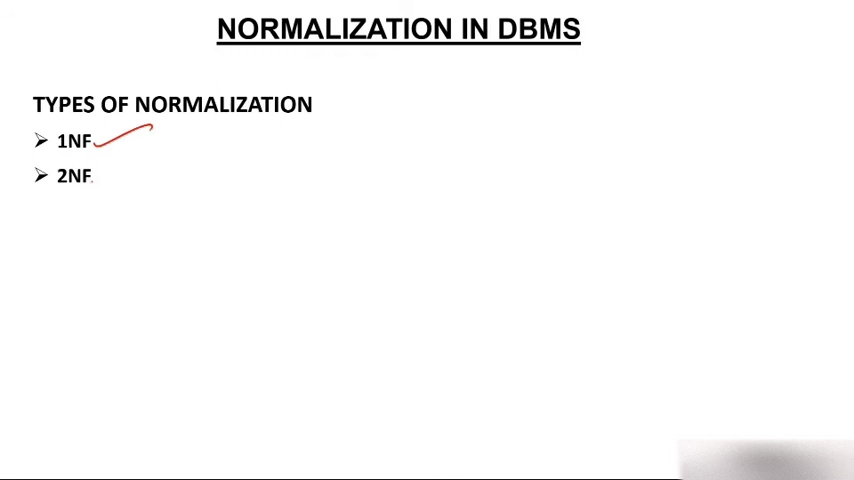 NORMALIZATION IN DBMS
TYPES OF NORMALIZATION
➢ 1NF
➢ 2NF